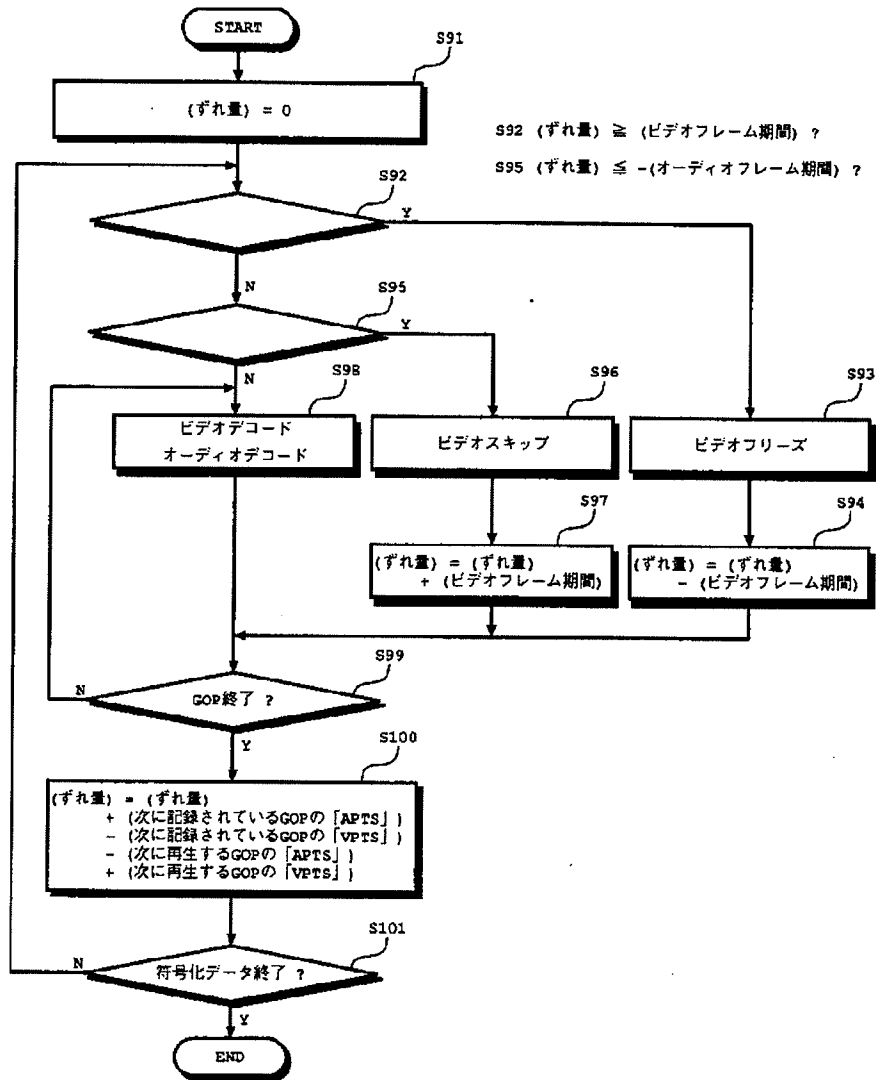 START
S91
(ずれ量) = 0
S92 (ずれ量) ≧ (ビデオフレーム期間) ?
S95 (ずれ量) ≦ -(オーディオフレーム期間) ?
S92
Y
N
S95
Y
N
S98
ビデオデコード
オーディオデコード
S96
ビデオスキップ
S93
ビデオフリーズ
S97
(ずれ量) = (ずれ量)
+ (ビデオフレーム期間)
S94
(ずれ量) = (ずれ量)
- (ビデオフレーム期間)
S99
N
GOP終了 ?
Y
S100
(ずれ量) = (ずれ量)
+ (次に記録されているGOPの「APTS」)
- (次に記録されているGOPの「VPTS」)
- (次に再生するGOPの「APTS」)
+ (次に再生するGOPの「VPTS」)
S101
N
符号化データ終了 ?
Y
END